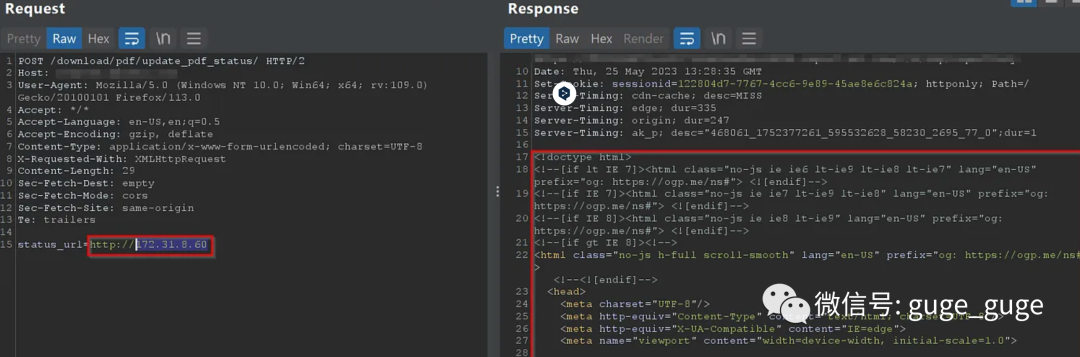 Request
Response
Pretty Raw Hex \n
Pretty Raw Hex Render \n
1 POST /download/pdf/update_pdf_status/ HTTP/2
2 Host:
3 User-Agent: Mozilla/5.0 (Windows NT 10.0; Win64; x64; rv:109.0)
Gecko/20100101 Firefox/113.0
4 Accept: */*
5 Accept-Language: en-US,en;q=0.5
6 Accept-Encoding: gzip, deflate
7 Content-Type: application/x-www-form-urlencoded; charset=UTF-8
8 X-Requested-With: XMLHttpRequest
9 Content-Length: 29
10 Sec-Fetch-Dest: empty
11 Sec-Fetch-Mode: cors
12 Sec-Fetch-Site: same-origin
13 Te: trailers
14
15 status_url=http://172.31.8.60
10 Date: Thu, 25 May 2023 13:28:35 GMT
11 sessionid=122804d7-7767-4cc6-9e89-45ae8e6c824a; httponly; Path=/
12 Server-Timing: cdn-cache; desc=MISS
13 Server-Timing: edge; dur=335
14 Server-Timing: origin; dur=247
15 Server-Timing: ak_p; desc="468061_1752377261_595532628_58230_2695_77_0";dur=1
16
17 <!doctype html>
18 <!--[if lt IE 7]><html class="no-js ie ie6 lt-ie9 lt-ie8 lt-ie7" lang="en-US"
prefix="og: https://ogp.me/ns#"> <![endif]-->
19 <!--[if IE 7]><html class="no-js ie ie7 lt-ie9 lt-ie8" lang="en-US" prefix="og:
https://ogp.me/ns#"> <![endif]-->
20 <!--[if IE 8]><html class="no-js ie ie8 lt-ie9" lang="en-US" prefix="og:
https://ogp.me/ns#"> <![endif]-->
21 <!--[if gt IE 8]><!-->
22 <html class="no-js h-full scroll-smooth" lang="en-US" prefix="og: https://ogp.me/ns#"
>
<!--<![endif]-->
23 <head>
24 <meta charset="UTF-8"/>
25 <meta http-equiv="Content-Type" content="text/html; charset=UTF-8"
26 <meta http-equiv="X-UA-Compatible" content="IE=edge">
27 <meta name="viewport" content="width=device-width, initial-scale=1.0">
28
微信号: guge_guge